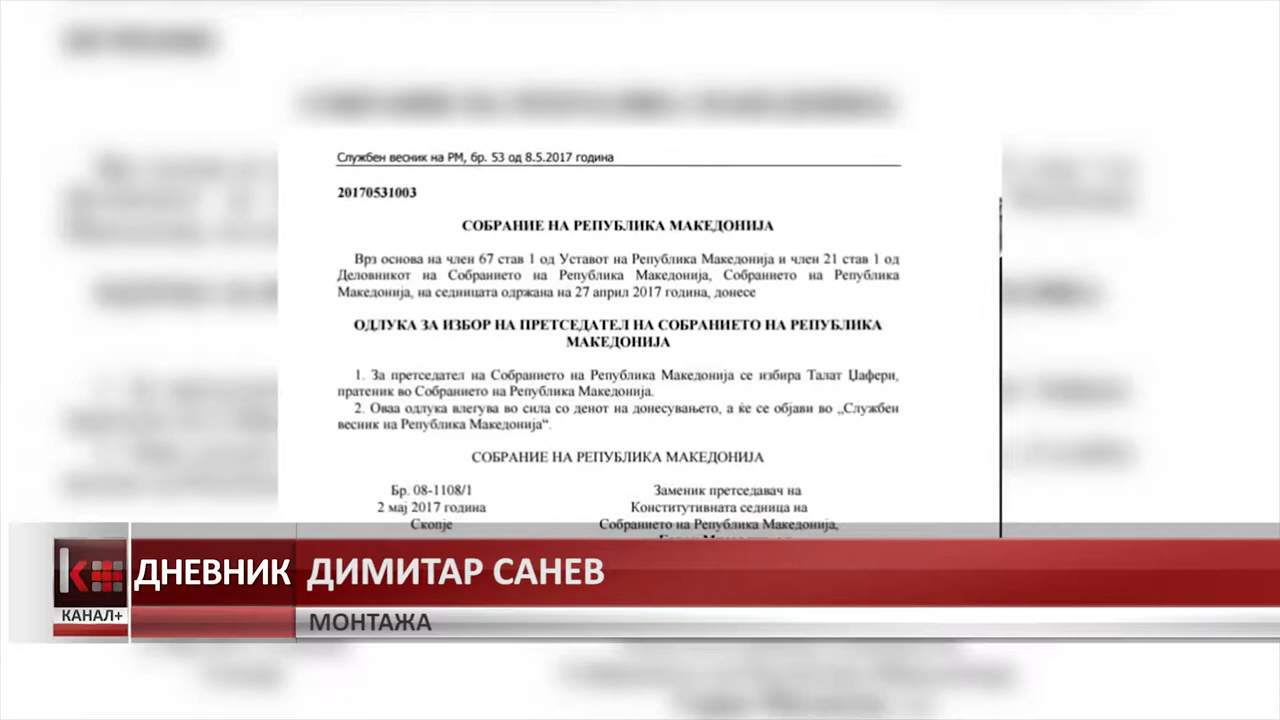 Службен весник на РМ, бр. 53 од 8.5.2017 година
20170531003
СОБРАНИЕ НА РЕПУБЛИКА МАКЕДОНИЈА
Врз основа на член 67 став 1 од Уставот на Република Македонија и член 21 став 1 од
Деловникот на Собранието на Република Македонија, Собранието на Република
Македонија, на седницата одржана на 27 април 2017 година, донесе
ОДЛУКА ЗА ИЗБОР НА ПРЕТСЕДАТЕЛ НА СОБРАНИЕТО НА РЕПУБЛИКА
МАКЕДОНИЈА
1. За претседател на Собранието на Република Македонија се избира Талат Џафери,
пратеник во Собранието на Република Македонија.
2. Оваа одлука влегува во сила со денот на донесувањето, а ќе се објави во „Службен
весник на Република Македонија“.
СОБРАНИЕ НА РЕПУБЛИКА МАКЕДОНИЈА
Бр. 08-1108/1
2 мај 2017 година
Скопје
Заменик претседавач на
Конститутивната седница на
Собранието на Република Македонија,
КАНАЛ+
ДНЕВНИК
ДИМИТАР САНЕВ
МОНТАЖА